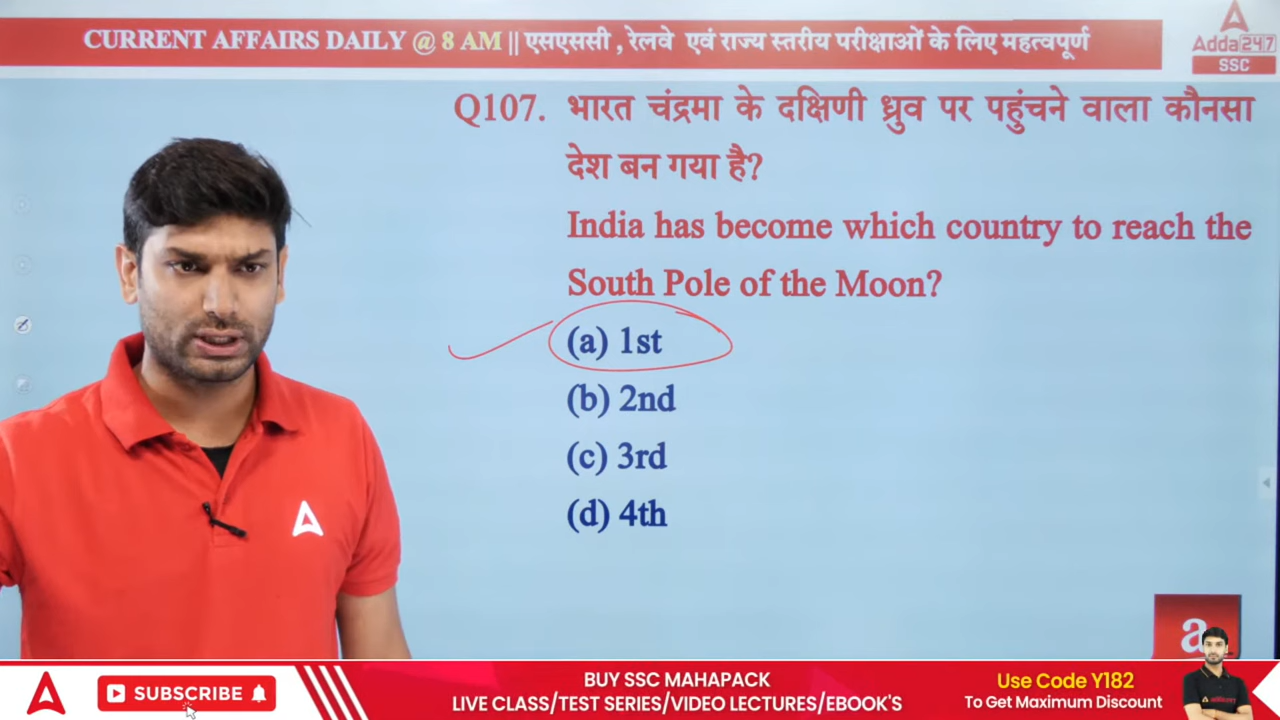 CURRENT AFFAIRS DAILY @ 8 AM || एसएससी , रेलवे एवं राज्य स्तरीय परीक्षाओं के लिए महत्वपूर्ण
Adda247
SSC
Q107. भारत चंद्रमा के दक्षिणी ध्रुव पर पहुंचने वाला कौनसा
देश बन गया है?
India has become which country to reach the
South Pole of the Moon?
(a) 1st
(b) 2nd
(c) 3rd
(d) 4th
a
SUBSCRIBE
BUY SSC MAHAPACK
LIVE CLASS/TEST SERIES/VIDEO LECTURES/EBOOK'S
Use Code Y182
To Get Maximum Discount